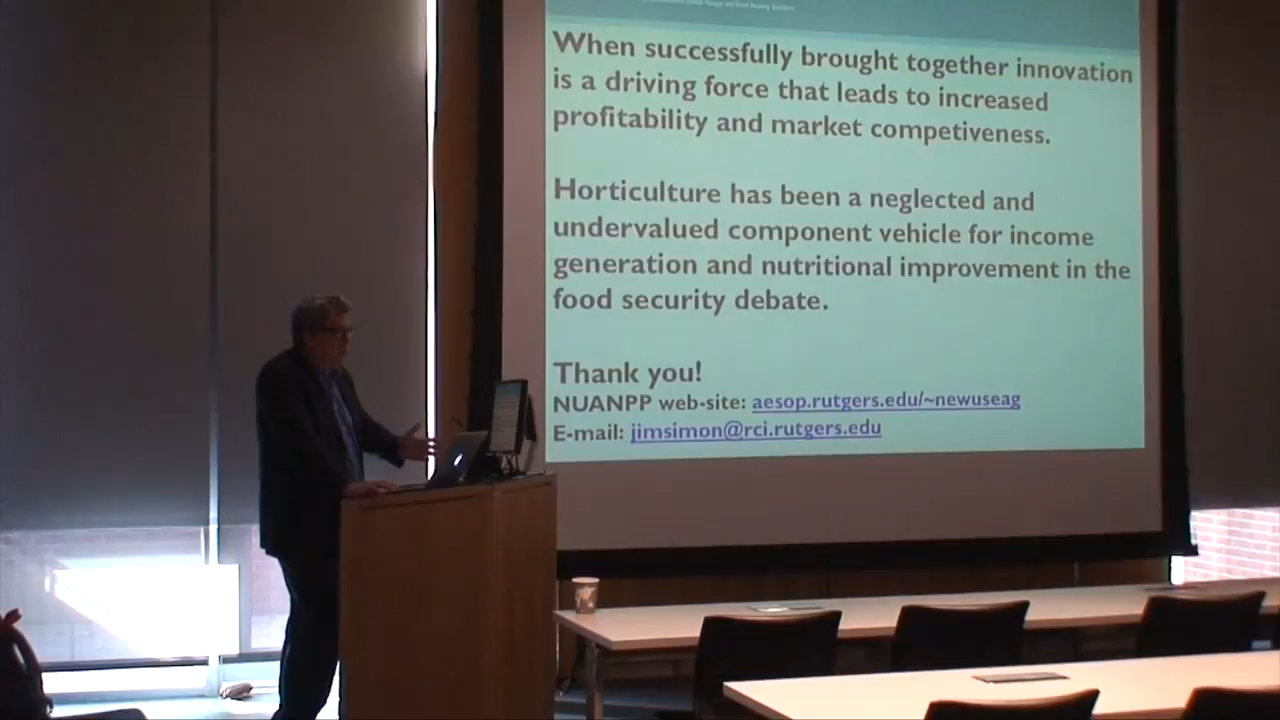 When successfully brought together innovation
is a driving force that leads to increased
profitability and market competiveness.
Horticulture has been a neglected and
undervalued component vehicle for income
generation and nutritional improvement in the
food security debate.
Thank you!
NUANPP web-site: aesop.rutgers.edu/~newuseag
E-mail: jimsimon@rci.rutgers.edu